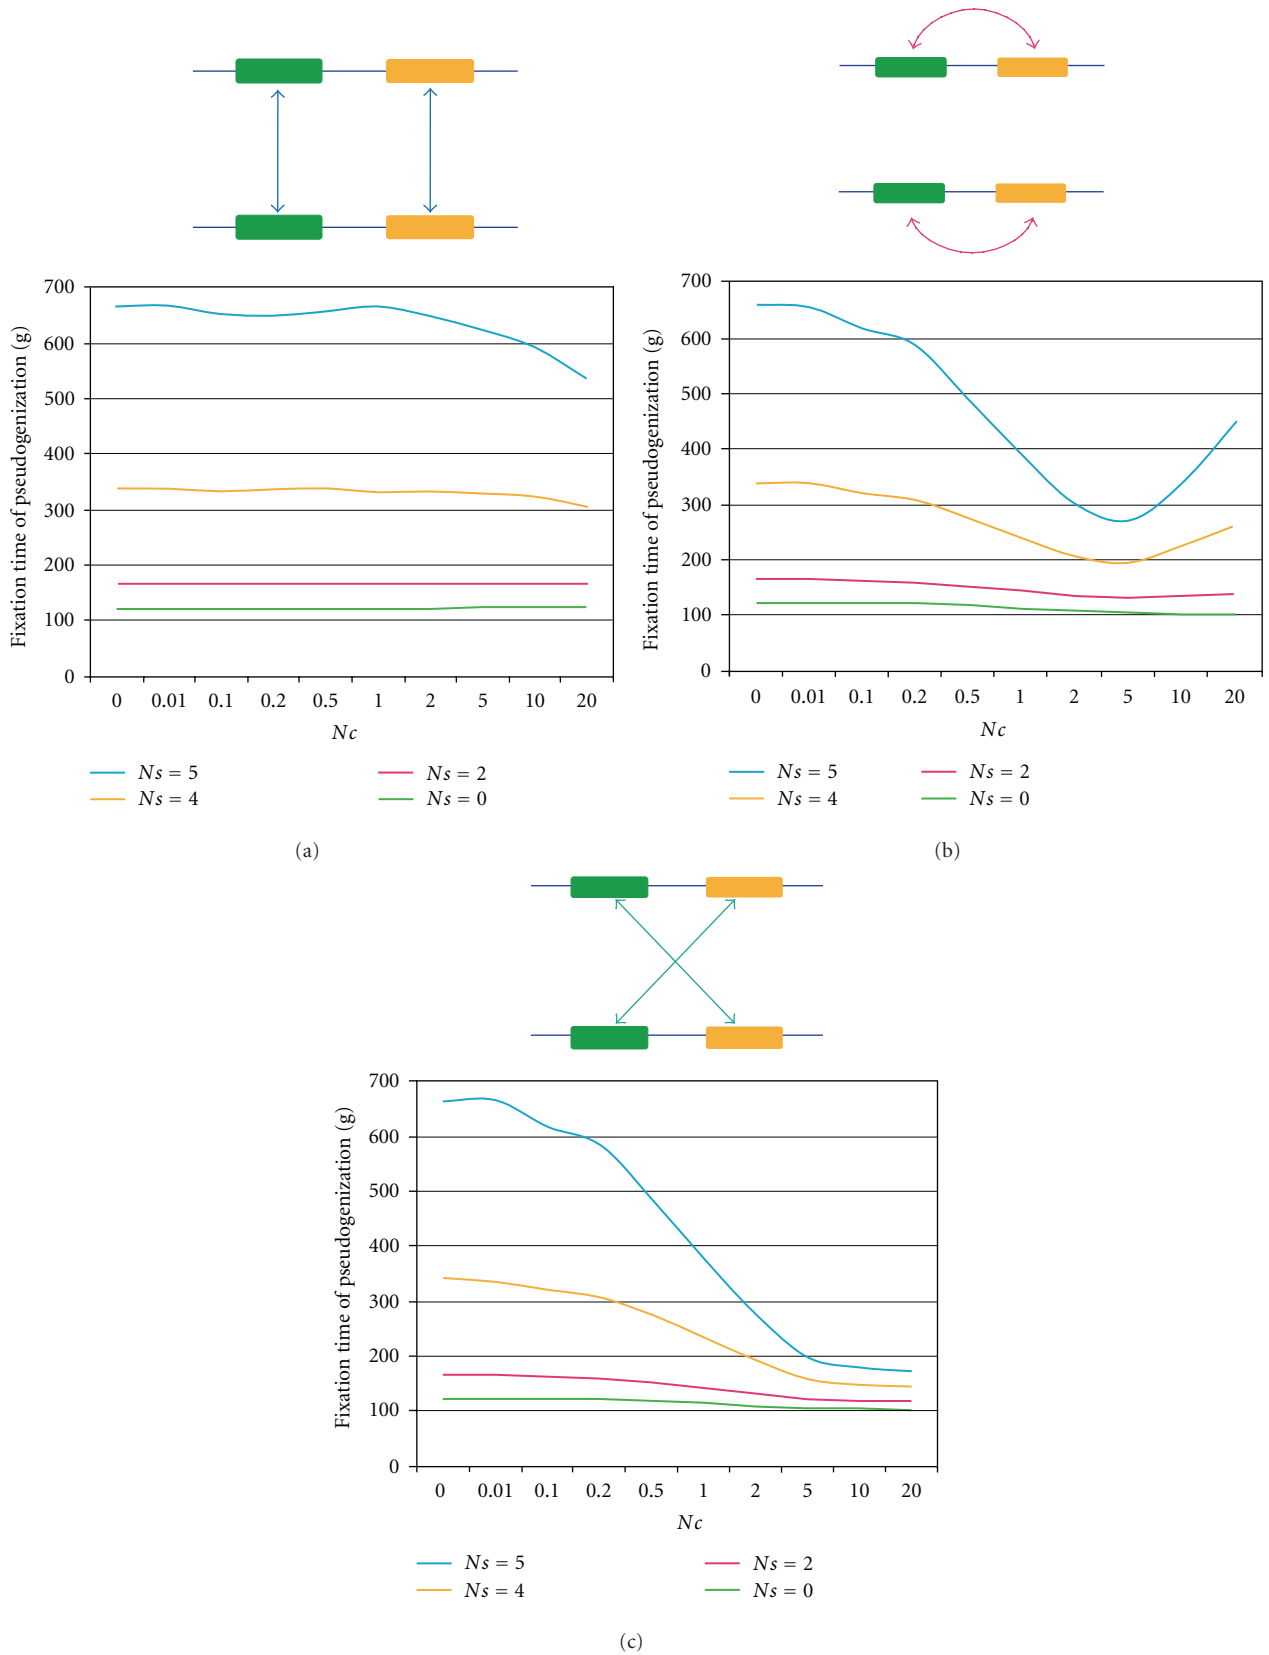 700
600
500
400
300
200
100
0
Fixation time of pseudogenization (g)
0 0.01 0.1 0.2 0.5 1 2 5 10 20
Nc
Ns = 5 Ns = 2
Ns = 4 Ns = 0
(a)
700
600
500
400
300
200
100
0
Fixation time of pseudogenization (g)
0 0.01 0.1 0.2 0.5 1 2 5 10 20
Nc
Ns = 5 Ns = 2
Ns = 4 Ns = 0
(b)
700
600
500
400
300
200
100
0
Fixation time of pseudogenization (g)
0 0.01 0.1 0.2 0.5 1 2 5 10 20
Nc
Ns = 5 Ns = 2
Ns = 4 Ns = 0
(c)